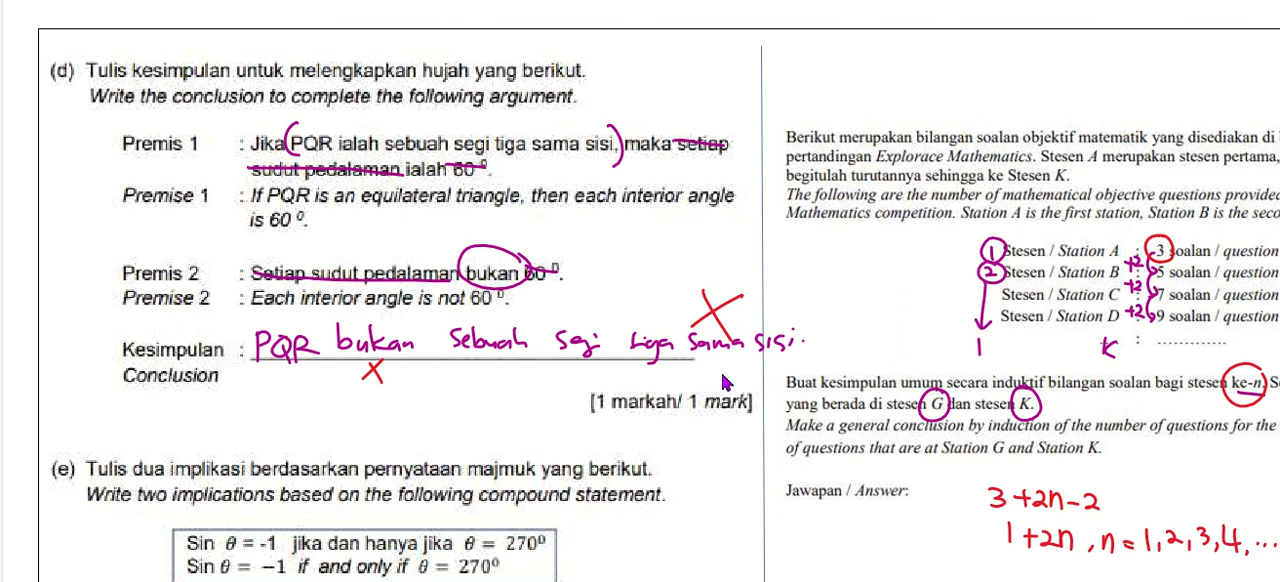 (d) Tulis kesimpulan untuk melengkapkan hujah yang berikut.
Write the conclusion to complete the following argument.
Premis 1 : Jika PQR ialah sebuah segi tiga sama sisi, maka setiap
sudut pedalaman ialah 60 º.
Premise 1 : If PQR is an equilateral triangle, then each interior angle
is 60 º.
Premis 2 : Setiap sudut pedalaman bukan 60 º.
Premise 2 : Each interior angle is not 60 º.
Kesimpulan : PQR bukan sebuah segi tiga sama sisi.
Conclusion
[1 markah/ 1 mark]
(e) Tulis dua implikasi berdasarkan pernyataan majmuk yang berikut.
Write two implications based on the following compound statement.
Sin θ = -1 jika dan hanya jika θ = 270º
Sin θ = −1 if and only if θ = 270º
Berikut merupakan bilangan soalan objektif matematik yang disediakan di
pertandingan Explorace Mathematics. Stesen A merupakan stesen pertama,
begitulah turutannya sehingga ke Stesen K.
The following are the number of mathematical objective questions provided
Mathematics competition. Station A is the first station, Station B is the seco
1 Stesen / Station A : 3 soalan / question
2 Stesen / Station B +2 : 5 soalan / question
Stesen / Station C +2 : 7 soalan / question
Stesen / Station D +2 : 9 soalan / question
1 K : .............
Buat kesimpulan umum secara induktif bilangan soalan bagi stesen ke-n. S
yang berada di stesen G dan stesen K.
Make a general conclusion by induction of the number of questions for the
of questions that are at Station G and Station K.
Jawapan / Answer:
3+2n-2
1+2n, n=1,2,3,4,...